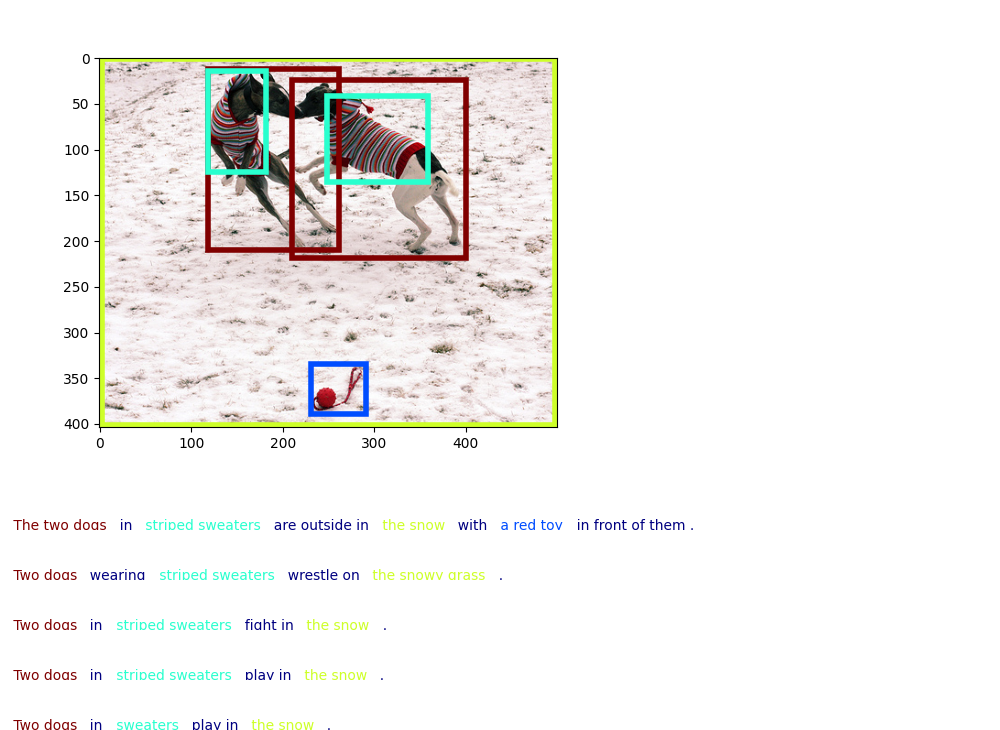 0
50
100
150
200
250
300
350
400
0 100 200 300 400
The two dogs in striped sweaters are outside in the snow with a red toy in front of them .
Two dogs wearing striped sweaters wrestle on the snowy grass .
Two dogs in striped sweaters fight in the snow .
Two dogs in striped sweaters play in the snow .
Two dogs in sweaters play in the snow .